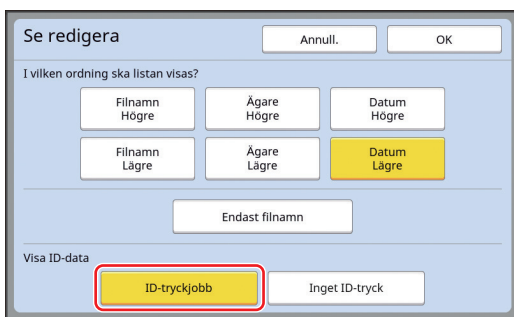 Se redigera
Annull.
OK
I vilken ordning ska listan visas?
Filnamn
Högre
Ägare
Högre
Datum
Högre
Filnamn
Lägre
Ägare
Lägre
Datum
Lägre
Endast filnamn
Visa ID-data
ID-tryckjobb
Inget ID-tryck